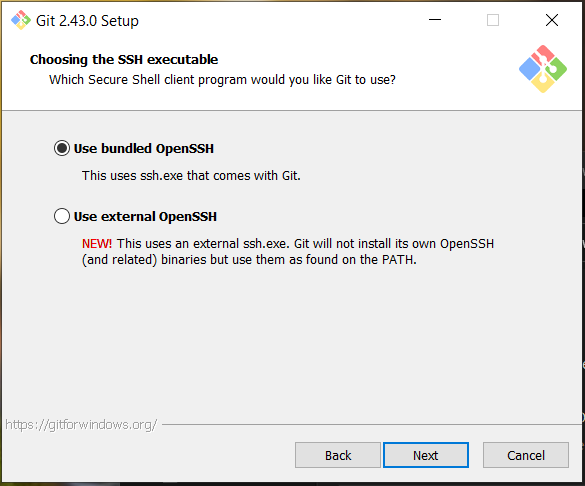 Git 2.43.0 Setup
Choosing the SSH executable
Which Secure Shell client program would you like Git to use?
Use bundled OpenSSH
This uses ssh.exe that comes with Git.
Use external OpenSSH
NEW! This uses an external ssh.exe. Git will not install its own OpenSSH
(and related) binaries but use them as found on the PATH.
https://gitforwindows.org/
Back Next Cancel